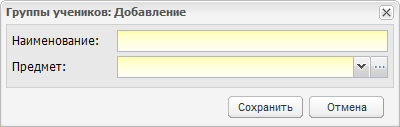 Группы учеников: Добавление
Наименование:
Предмет:
Сохранить Отмена